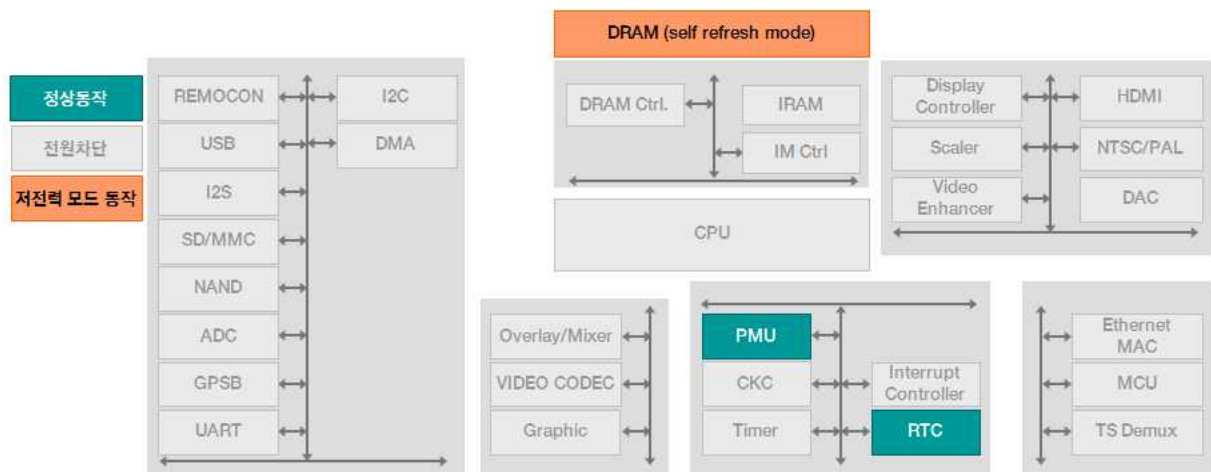 정상동작
전원차단
저전력 모드 동작
REMOCON
I2C
USB
DMA
I2S
SD/MMC
NAND
ADC
GPSB
UART
DRAM (self refresh mode)
DRAM Ctrl.
IRAM
IM Ctrl
CPU
Display
Controller
HDMI
Scaler
NTSC/PAL
Video
Enhancer
DAC
Overlay/Mixer
VIDEO CODEC
Graphic
PMU
CKC
Interrupt
Controller
Timer
RTC
Ethernet
MAC
MCU
TS Demux